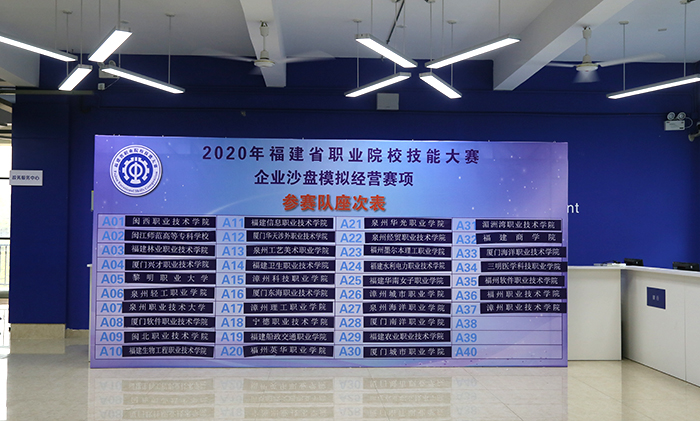 2020年福建省职业院校技能大赛
企业沙盘模拟经营赛项
参赛队座次表
A01 闽西职业技术学院 A11 福建信息职业技术学院 A21 泉州华光职业学院 A31 湄洲湾职业技术学院
A02 闽江师范高等专科学校 A12 厦门华天涉外职业技术学院 A22 泉州经贸职业技术学院 A32 福建商学院
A03 福建林业职业技术学院 A13 泉州工艺美术职业学院 A23 福州墨尔本理工职业学院 A33 厦门海洋职业技术学院
A04 厦门兴才职业技术学院 A14 福建卫生职业技术学院 A24 福建水利电力职业技术学院 A34 三明医学科技职业学院
A05 黎明职业大学 A15 漳州科技职业学院 A25 福建华南女子职业学院 A35 福州软件职业技术学院
A06 泉州轻工职业学院 A16 厦门东海职业技术学院 A26 漳州城市职业学院 A36 福州职业技术学院
A07 泉州职业技术大学 A17 漳州理工职业学院 A27 泉州海洋职业学院 A37 漳州职业技术学院
A08 厦门软件职业技术学院 A18 宁德职业技术学院 A28 厦门南洋职业学院 A38
A09 闽北职业技术学院 A19 福建船政交通职业学院 A29 福建农业职业技术学院 A39
A10 福建生物工程职业技术学院 A20 福州英华职业学院 A30 厦门城市职业学院 A40
nt